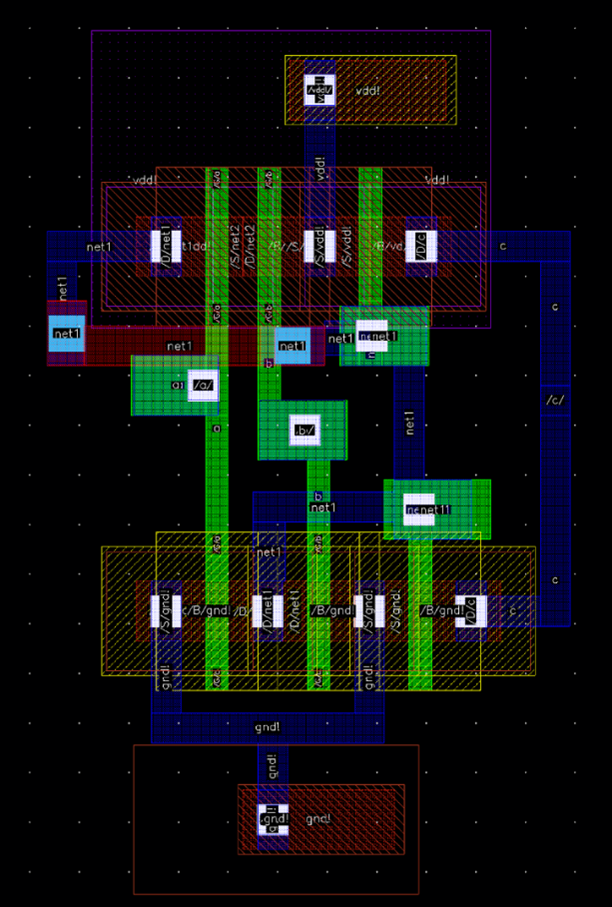 /vdd!/
vdd!
vdd!
vdd!
vdd!
net1
/D/net1
/S/net2
/D/net2
/S/vdd!
/S/vdd!
/D/c
c
net1
c
net1
net1
net1
net1
net1
b
a
/a/
/c/
a
.b/
net1
b
net1
net1
c
/S/gnd!
/B/gnd!
/D/net1
/D/net1
/B/gnd!
/S/gnd!
/S/gnd!
/B/gnd!
/D/c
c
gnd!
gnd!
gnd!
gnd!
.gnd!
gnd!